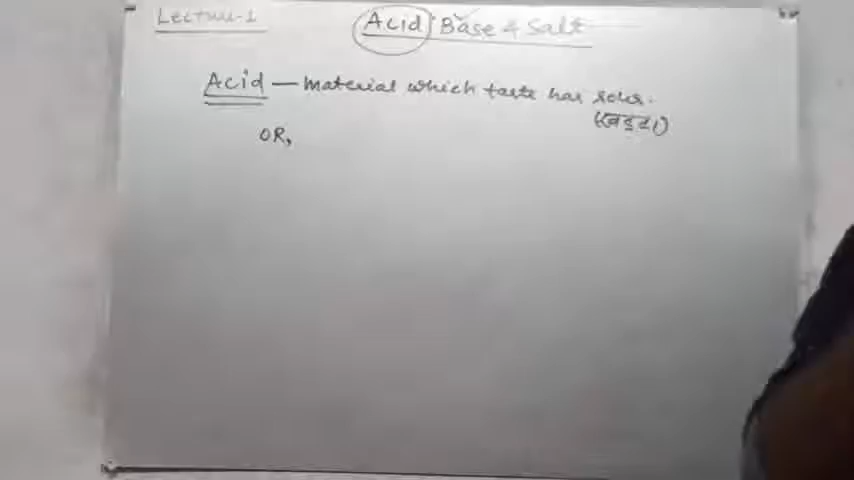 Lecture-1
Acid, Base & Salt
Acid — Material which taste has sour.
(खट्टा)
OR,